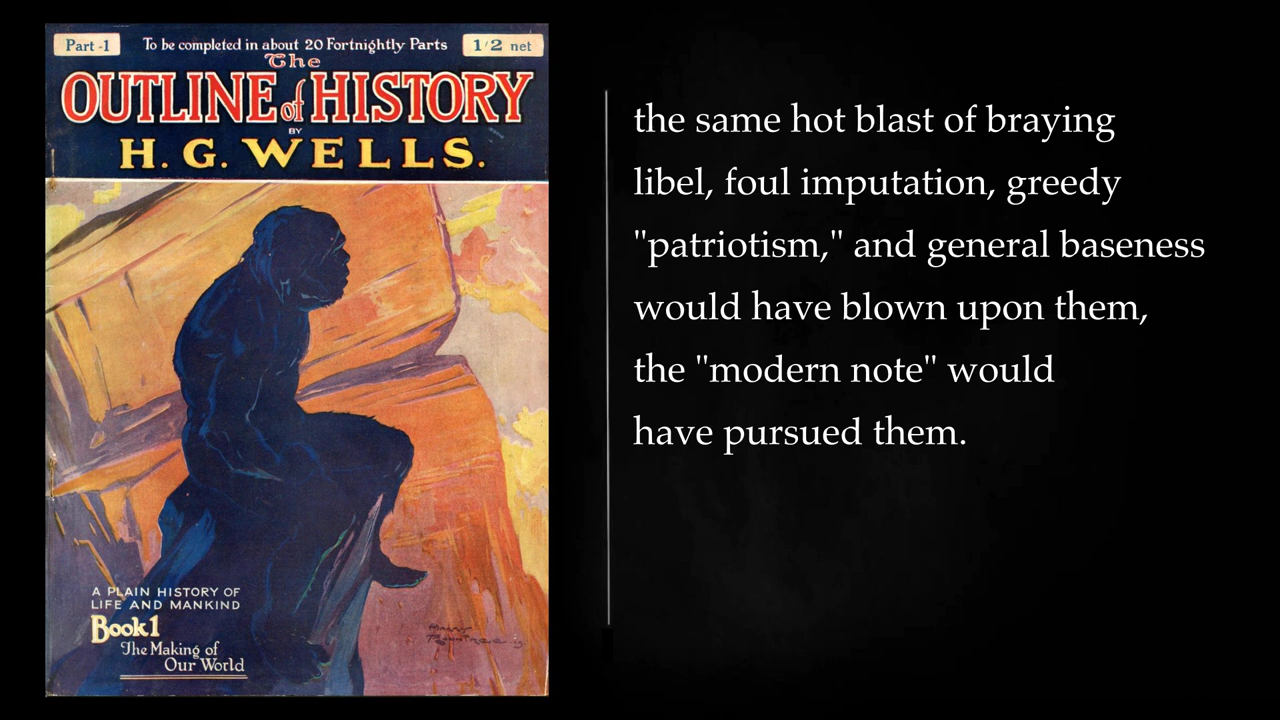 Part -1
To be completed in about 20 Fortnightly Parts
1/2 net
The
OUTLINE of HISTORY
BY
H. G. WELLS.
A PLAIN HISTORY OF
LIFE AND MANKIND
Book 1
The Making of
Our World
the same hot blast of braying
libel, foul imputation, greedy
"patriotism," and general baseness
would have blown upon them,
the "modern note" would
have pursued them.